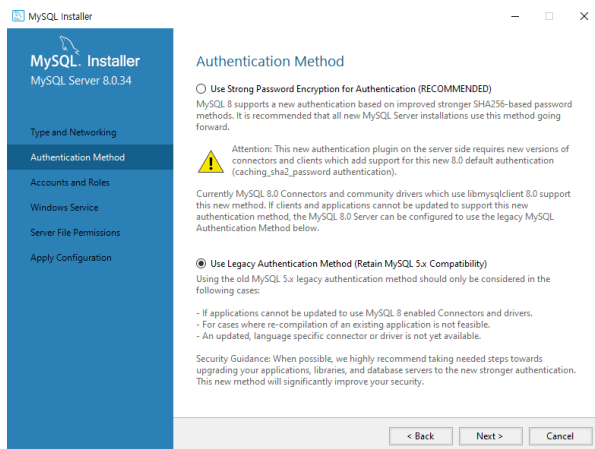 MySQL Installer
MySQL. Installer
MySQL Server 8.0.34
Type and Networking
Authentication Method
Accounts and Roles
Windows Service
Server File Permissions
Apply Configuration
Authentication Method
Use Strong Password Encryption for Authentication (RECOMMENDED)
MySQL 8 supports a new authentication based on improved stronger SHA256-based password
methods. It is recommended that all new MySQL Server installations use this method going
forward.
Attention: This new authentication plugin on the server side requires new versions of
connectors and clients which add support for this new 8.0 default authentication
(caching_sha2_password authentication).
Currently MySQL 8.0 Connectors and community drivers which use libmysqlclient 8.0 support
this new method. If clients and applications cannot be updated to support this new
authentication method, the MySQL 8.0 Server can be configured to use the legacy MySQL
Authentication Method below.
Use Legacy Authentication Method (Retain MySQL 5.x Compatibility)
Using the old MySQL 5.x legacy authentication method should only be considered in the
following cases:
- If applications cannot be updated to use MySQL 8 enabled Connectors and drivers.
- For cases where re-compilation of an existing application is not feasible.
- An updated, language specific connector or driver is not yet available.
Security Guidance: When possible, we highly recommend taking needed steps towards
upgrading your applications, libraries, and database servers to the new stronger authentication.
This new method will significantly improve your security.
< Back
Next >
Cancel